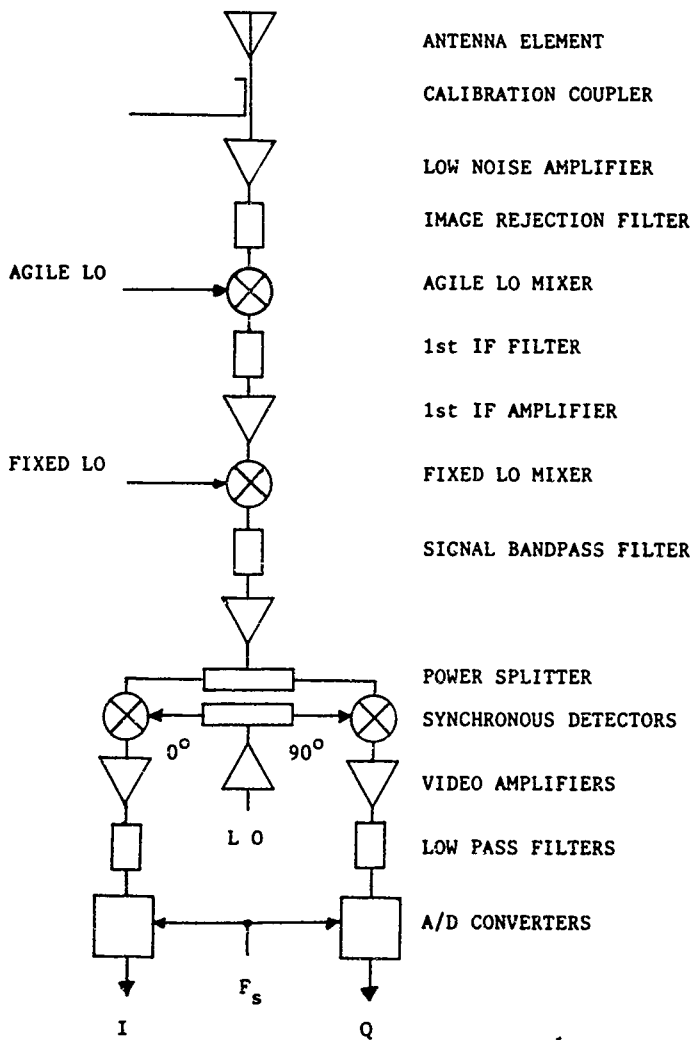 ANTENNA ELEMENT
CALIBRATION COUPLER
LOW NOISE AMPLIFIER
IMAGE REJECTION FILTER
AGILE LO
AGILE LO MIXER
1st IF FILTER
1st IF AMPLIFIER
FIXED LO
FIXED LO MIXER
SICNAL BANDPASS FILTER
POWER SPLITTER
SYNCHRONOUS DETECTORS
0° 90°
VIDEO AMPLIFIERS
L O
LOW PASS FILTERS
A/D CONVERTERS
Fs
I Q